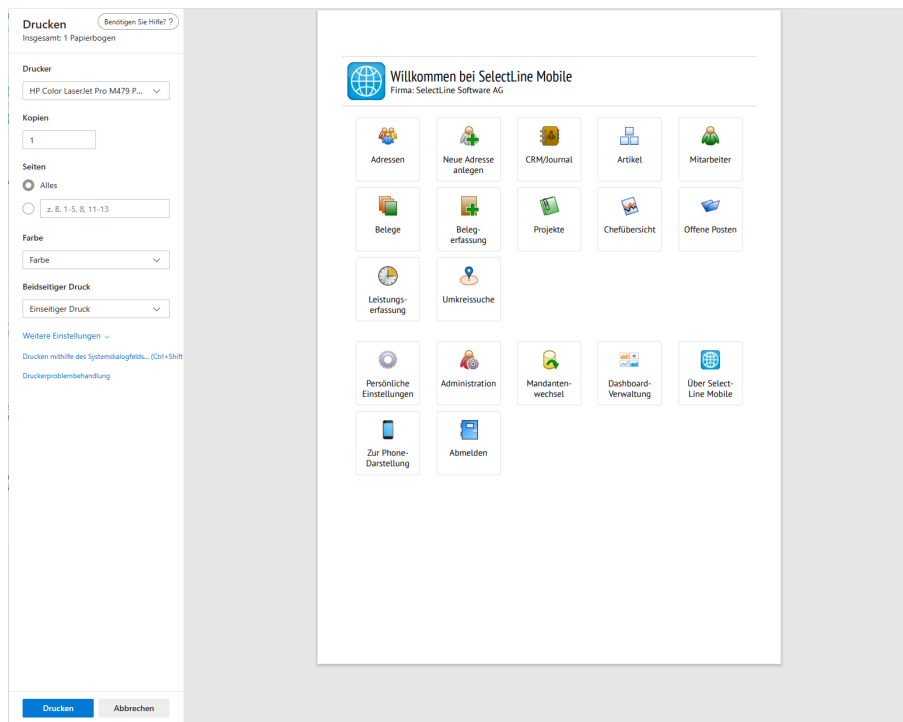 Drucken
Benötigen Sie Hilfe? ?
Insgesamt: 1 Papierbogen
Drucker
HP Color LaserJet Pro M479 P...
Kopien
1
Seiten
Alles
z. B. 1-5, 8, 11-13
Farbe
Farbe
Beidseitiger Druck
Einseitiger Druck
Weitere Einstellungen
Drucken mithilfe des Systemdialogfelds... (Ctrl+Shift
Druckerproblembehandlung
Drucken
Abbrechen
Willkommen bei SelectLine Mobile
Firma: SelectLine Software AG
Adressen
Neue Adresse
anlegen
CRM/Journal
Artikel
Mitarbeiter
Belege
Beleg-
erfassung
Projekte
Chefübersicht
Offene Posten
Leistungs-
erfassung
Umkreissuche
Persönliche
Einstellungen
Administration
Mandanten-
wechsel
Dashboard-
Verwaltung
Über Select-
Line Mobile
Zur Phone-
Darstellung
Abmelden